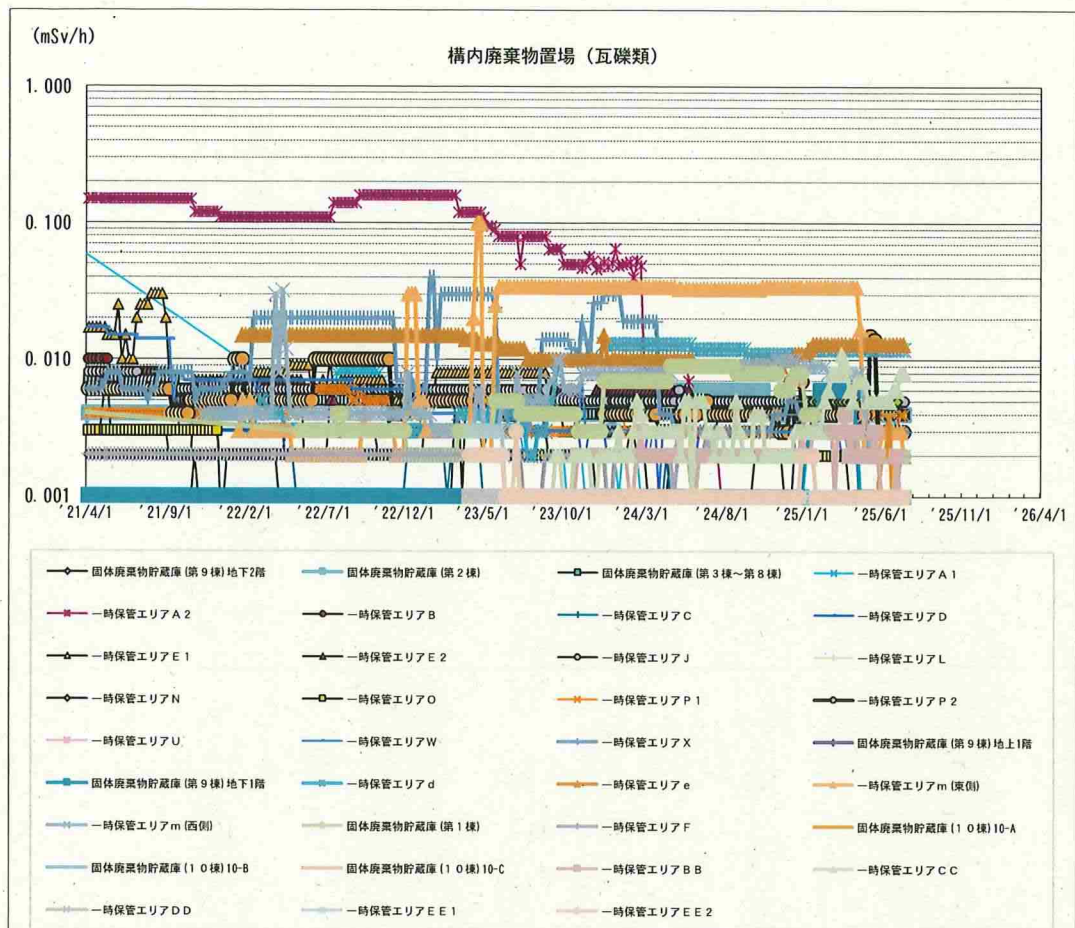 (mSv/h)
構内廃棄物置場（瓦礫類）
1.000
0.100
0.010
0.001
'21/4/1 '21/9/1 '22/2/1 '22/7/1 '22/12/1 '23/5/1 '23/10/1 '24/3/1 '24/8/1 '25/1/1 '25/6/1 '25/11/1 '26/4/1
固体廃棄物貯蔵庫(第９棟)地下2階 固体廃棄物貯蔵庫(第２棟) 固体廃棄物貯蔵庫(第３棟～第８棟) 一時保管エリアＡ１
一時保管エリアＡ２ 一時保管エリアＢ 一時保管エリアＣ 一時保管エリアＤ
一時保管エリアＥ１ 一時保管エリアＥ２ 一時保管エリアＪ 一時保管エリアＬ
一時保管エリアＮ 一時保管エリアＯ 一時保管エリアＰ１ 一時保管エリアＰ２
一時保管エリアＵ 一時保管エリアＷ 一時保管エリアＸ 固体廃棄物貯蔵庫(第９棟)地上1階
固体廃棄物貯蔵庫(第９棟)地下1階 一時保管エリアｄ 一時保管エリアｅ 一時保管エリアｍ(東側)
一時保管エリアｍ(西側) 固体廃棄物貯蔵庫(第１棟) 一時保管エリアＦ 固体廃棄物貯蔵庫(１０棟)10-A
固体廃棄物貯蔵庫(１０棟)10-B 固体廃棄物貯蔵庫(１０棟)10-C 一時保管エリアＢＢ 一時保管エリアＣＣ
一時保管エリアＤＤ 一時保管エリアＥＥ１ 一時保管エリアＥＥ２